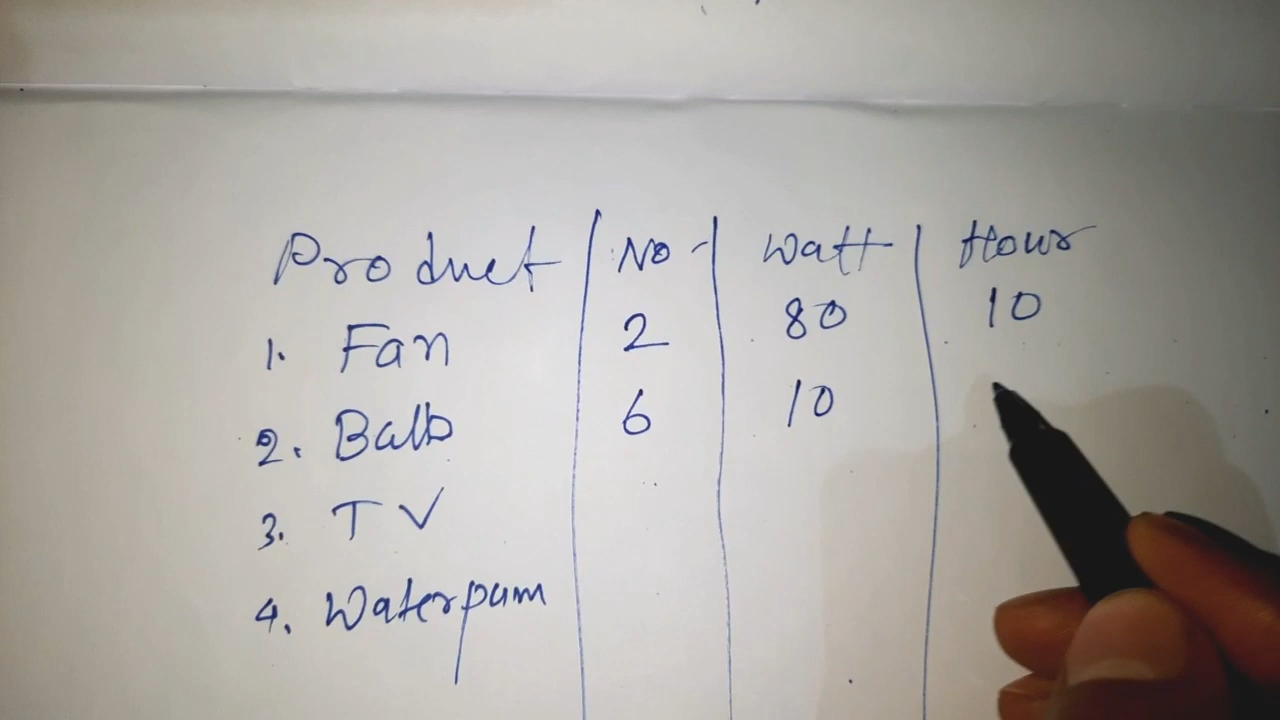 Product No - Watt Hour
1. Fan 2 80 10
2. Balb 6 10
3. TV
4. Waterpum